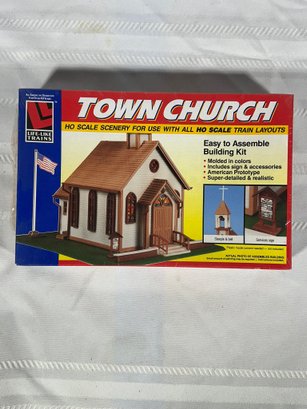 TOWN CHURCH
HO SCALE SCENERY FOR USE WITH ALL HO SCALE TRAIN LAYOUTS
LIFE-LIKE
TRAINS
Easy to Assemble
Building Kit
• Molded in colors
• Includes sign & accessories
• American Prototype
• Super-detailed & realistic
Steeple & bell
Services sign